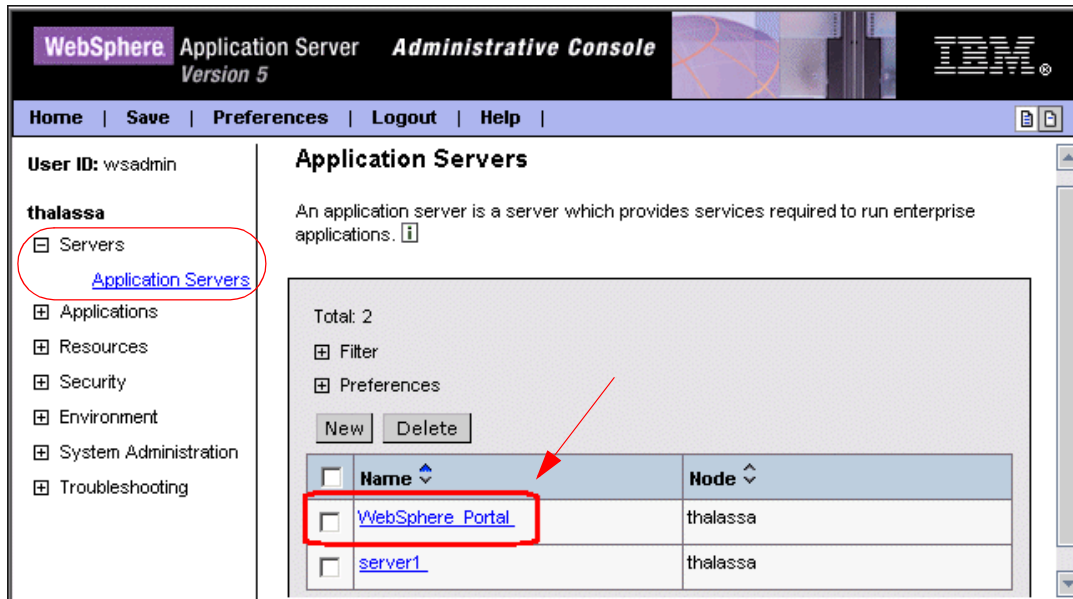 WebSphere Application Server Administrative Console
Version 5
IBM®
Home | Save | Preferences | Logout | Help |
User ID: wsadmin
thalassa
Servers
Application Servers
Applications
Resources
Security
Environment
System Administration
Troubleshooting
Application Servers
An application server is a server which provides services required to run enterprise
applications. i
Total: 2
Filter
Preferences
New Delete
Name Node
WebSphere_Portal thalassa
server1 thalassa